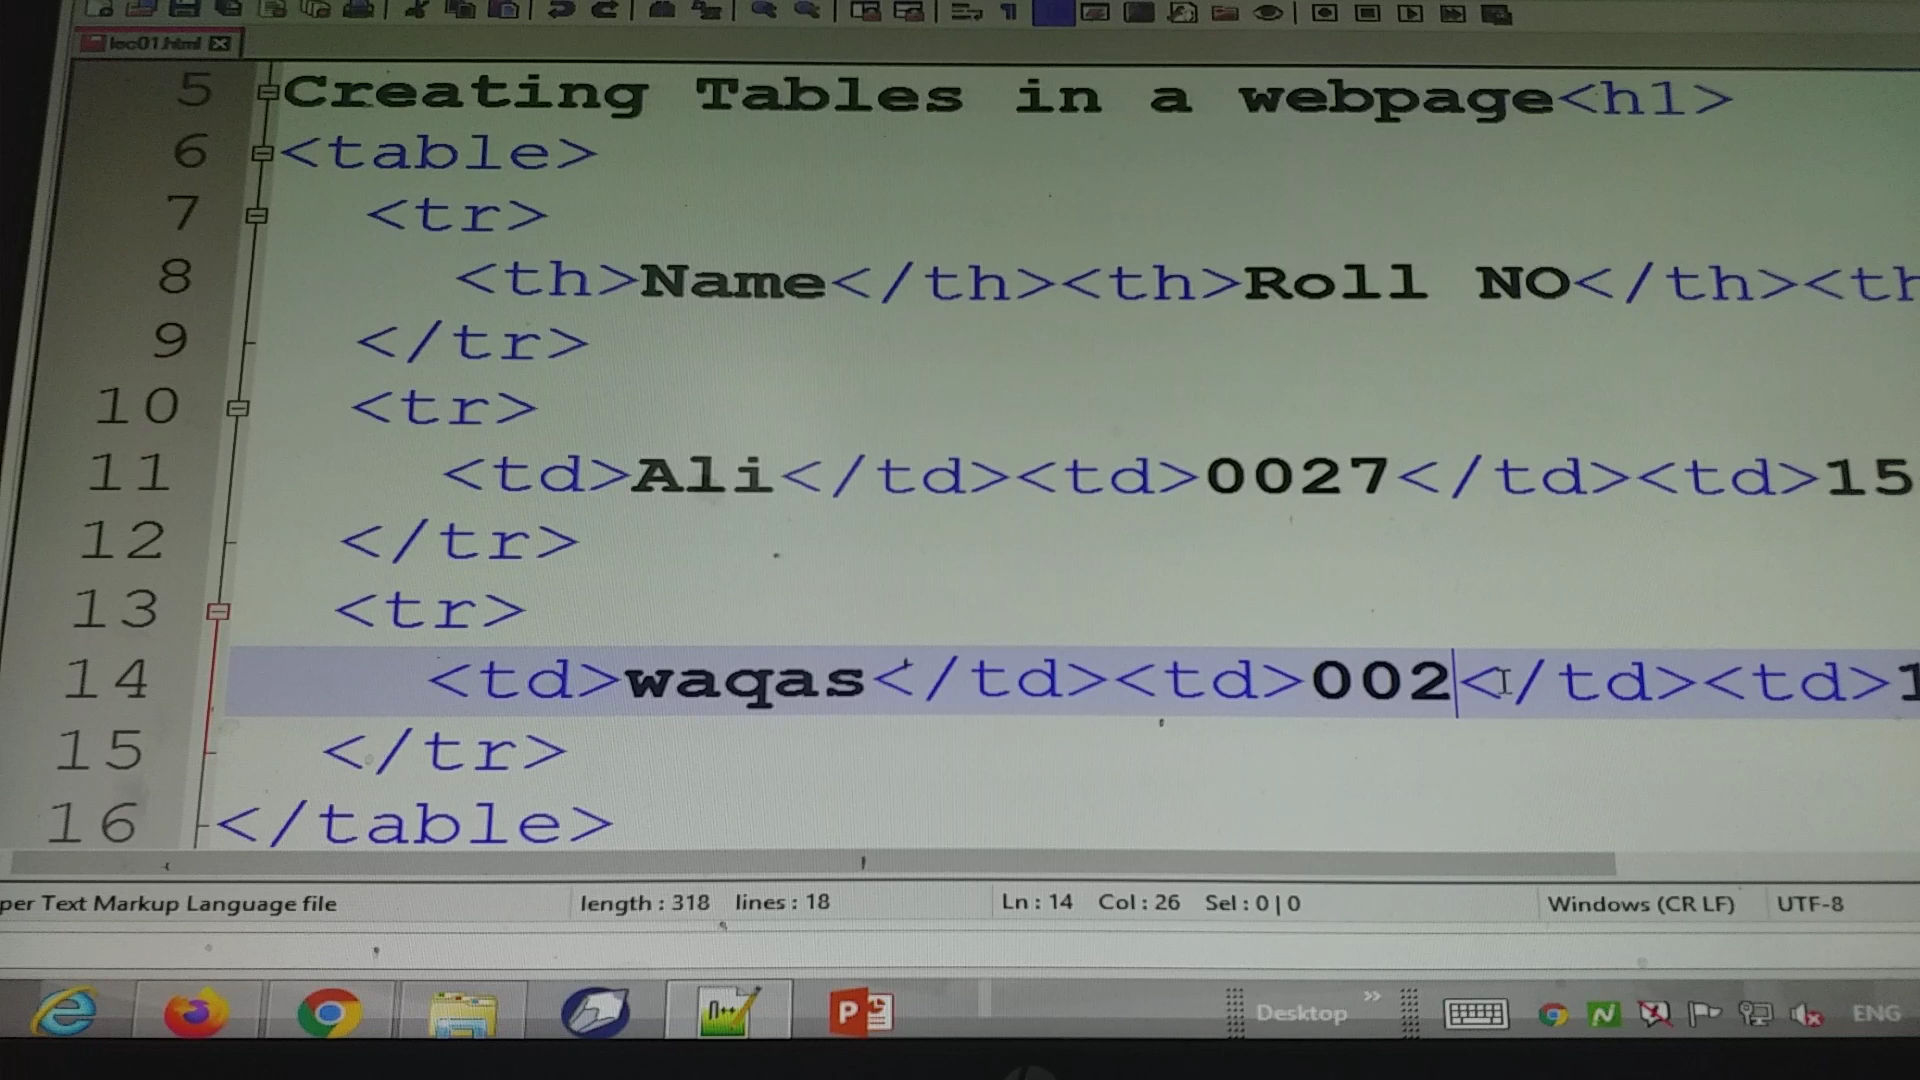 loc01.html
5 Creating Tables in a webpage<h1>
6 <table>
7 <tr>
8 <th>Name</th><th>Roll NO</th><th
9 </tr>
10 <tr>
11 <td>Ali</td><td>0027</td><td>15
12 </tr>
13 <tr>
14 <td>waqas</td><td>002</td><td>1
15 </tr>
16 </table>
per Text Markup Language file length : 318 lines : 18 Ln : 14 Col : 26 Sel : 0 | 0 Windows (CR LF) UTF-8
Desktop ENG